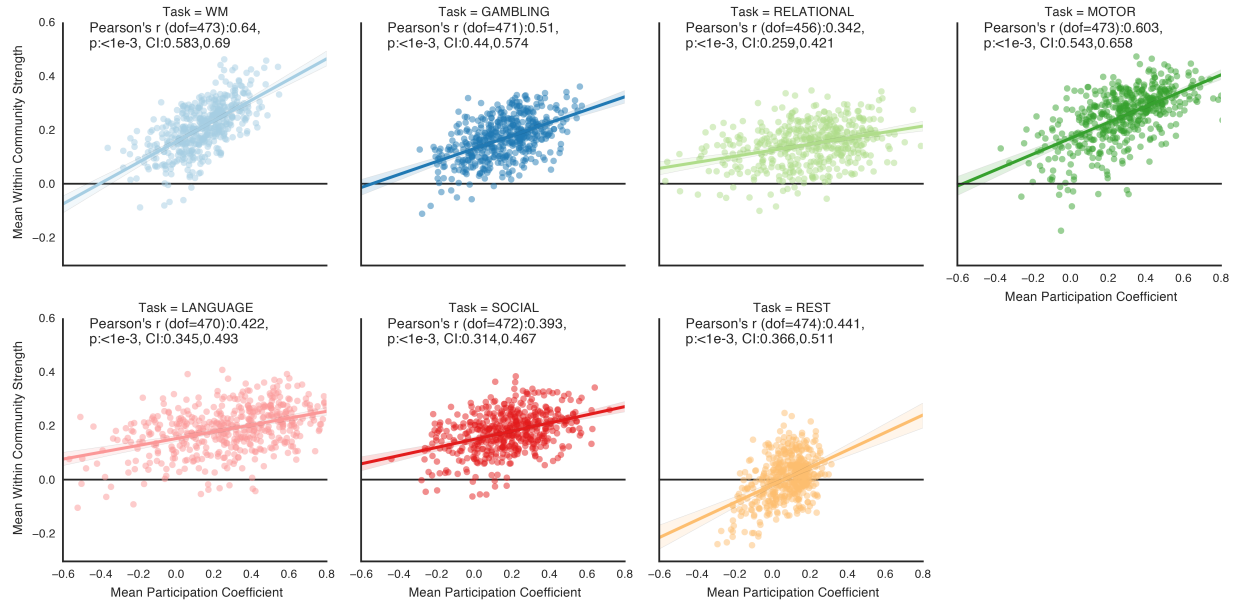 Task = WM
Pearson's r (dof=473):0.64,
p:<1e-3, CI:0.583,0.69
Task = GAMBLING
Pearson's r (dof=471):0.51,
p:<1e-3, CI:0.44,0.574
Task = RELATIONAL
Pearson's r (dof=456):0.342,
p:<1e-3, CI:0.259,0.421
Task = MOTOR
Pearson's r (dof=473):0.603,
p:<1e-3, CI:0.543,0.658
0.6
0.4
0.2
0.0
−0.2
Mean Within Community Strength
−0.6 −0.4 −0.2 0.0 0.2 0.4 0.6 0.8
Mean Participation Coefficient
Task = LANGUAGE
Pearson's r (dof=470):0.422,
p:<1e-3, CI:0.345,0.493
Task = SOCIAL
Pearson's r (dof=472):0.393,
p:<1e-3, CI:0.314,0.467
Task = REST
Pearson's r (dof=474):0.441,
p:<1e-3, CI:0.366,0.511
0.6
0.4
0.2
0.0
−0.2
Mean Within Community Strength
−0.6 −0.4 −0.2 0.0 0.2 0.4 0.6 0.8
Mean Participation Coefficient
−0.6 −0.4 −0.2 0.0 0.2 0.4 0.6 0.8
Mean Participation Coefficient
−0.6 −0.4 −0.2 0.0 0.2 0.4 0.6 0.8
Mean Participation Coefficient